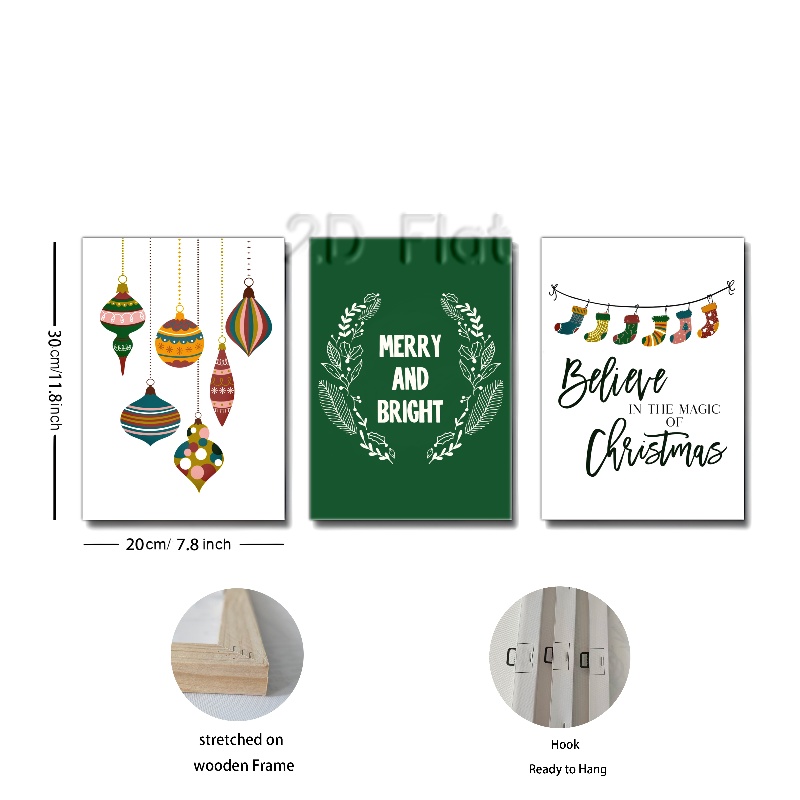 2D Flat
30cm/11.8inch
MERRY
AND
BRIGHT
Believe
IN THE MAGIC
OF
Christmas
20cm/ 7.8 inch
stretched on
wooden Frame
Hook
Ready to Hang